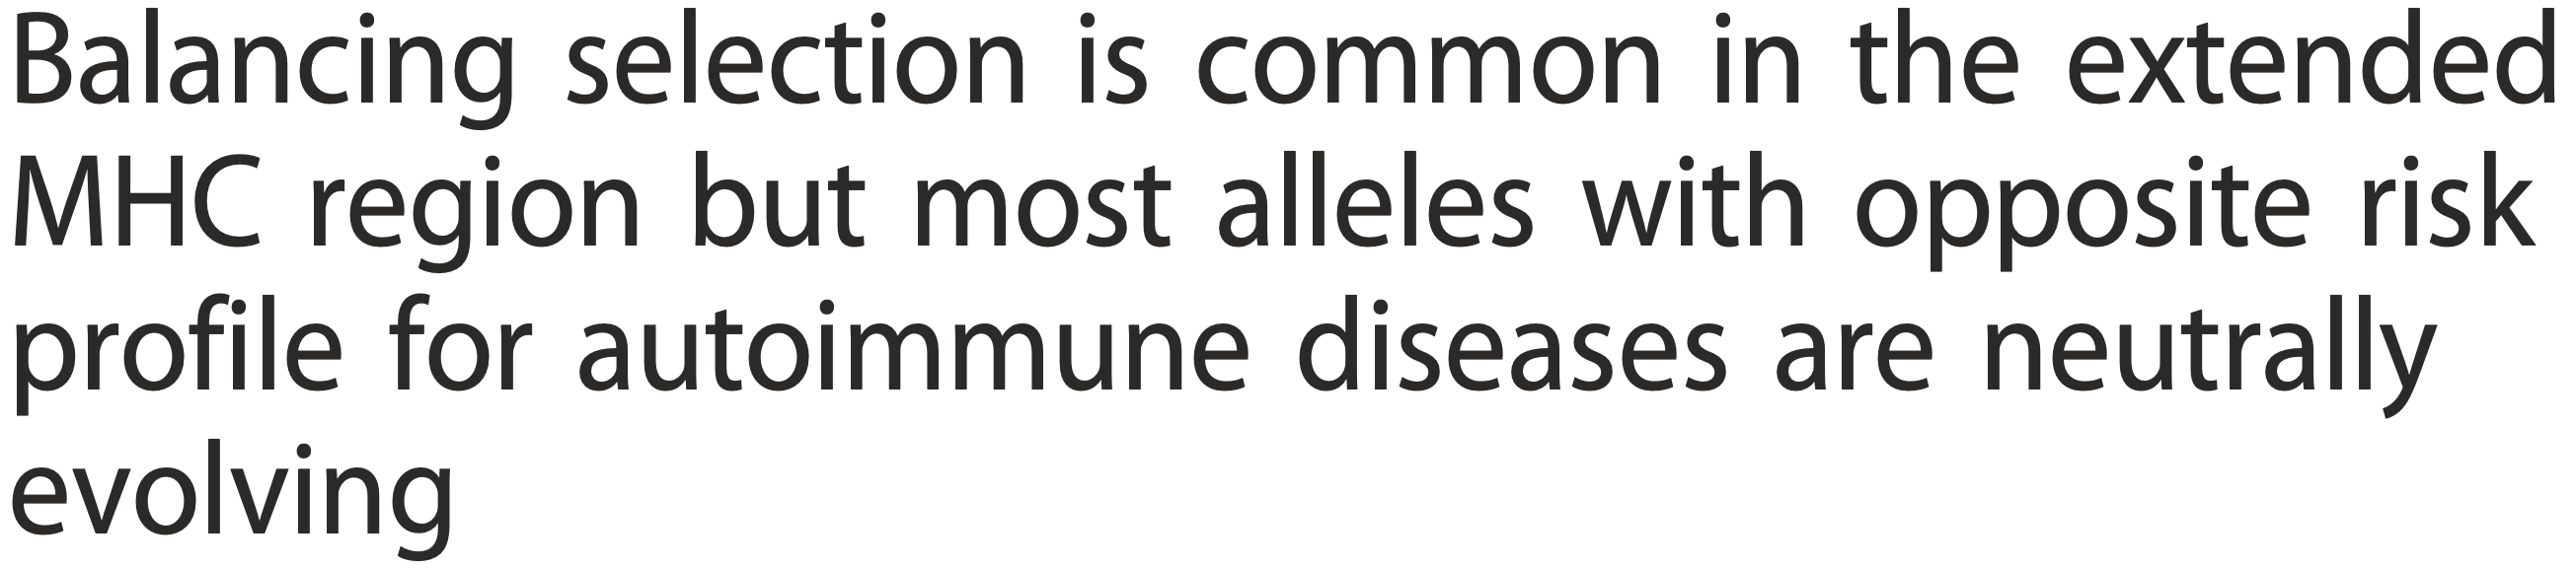 Balancing selection is common in the extended
MHC region but most alleles with opposite risk
profile for autoimmune diseases are neutrally
evolving